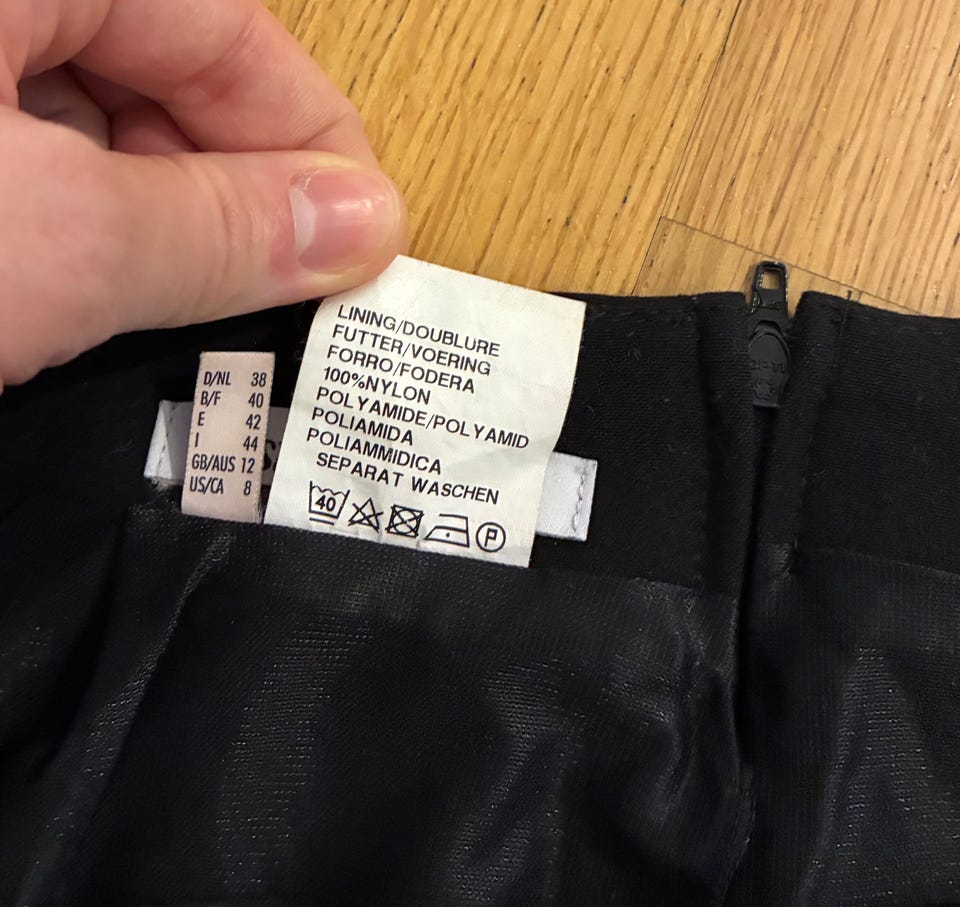 D/NL 38
B/F 40
E 42
I 44
GB/AUS 12
US/CA 8
LINING/DOUBLURE
FUTTER/VOERING
FORRO/FODERA
100%NYLON
POLYAMIDE/POLYAMID
POLIAMIDA
POLIAMMIDICA
SEPARAT WASCHEN
40 P